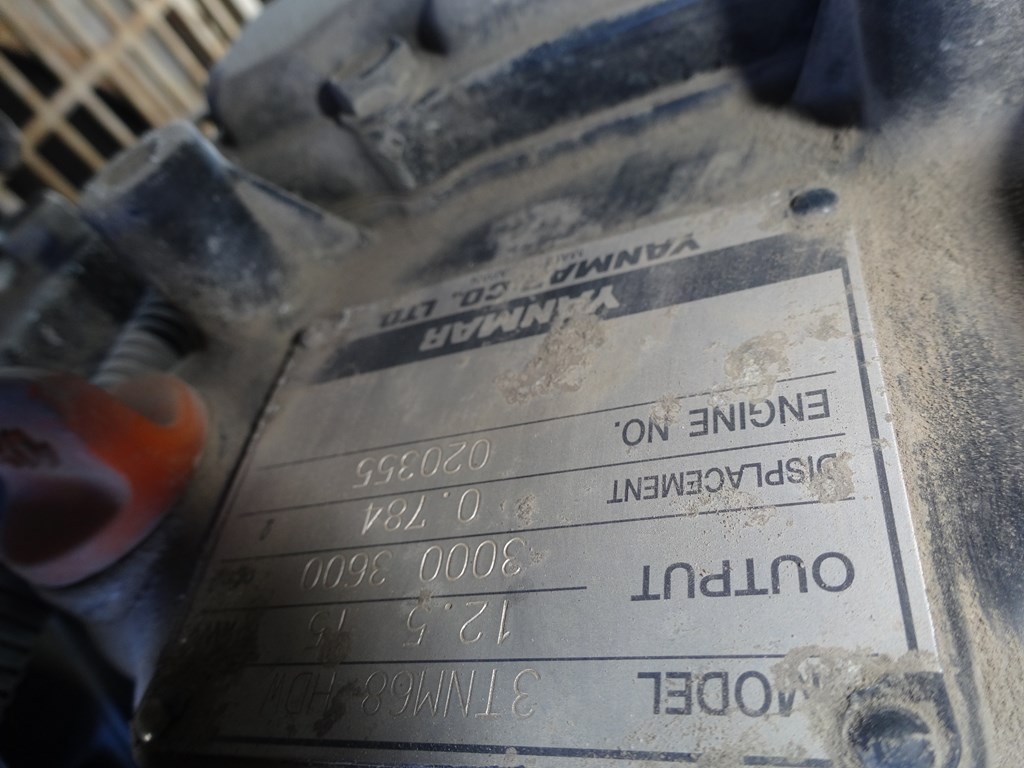 MODEL 3TNM68-HDW
OUTPUT 12.5 15
3000 3600
DISPLACEMENT 0.784 ℓ
ENGINE NO. 020355
YANMAR
YANMAR CO., LTD.